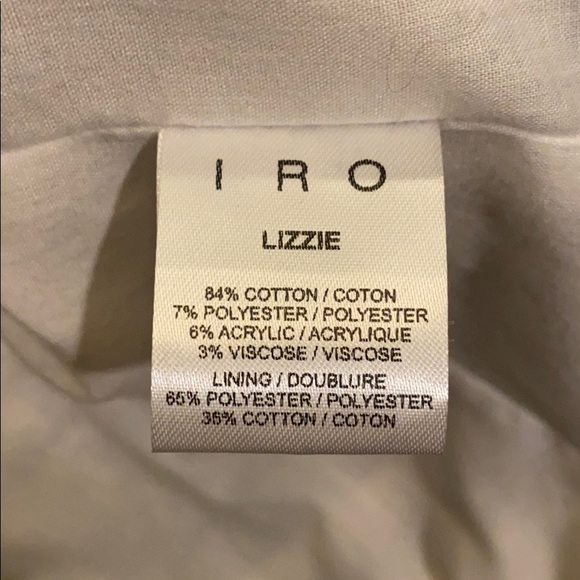 IRO
LIZZIE
84% COTTON / COTON
7% POLYESTER / POLYESTER
6% ACRYLIC / ACRYLIQUE
3% VISCOSE / VISCOSE
LINING / DOUBLURE
65% POLYESTER / POLYESTER
35% COTTON / COTON